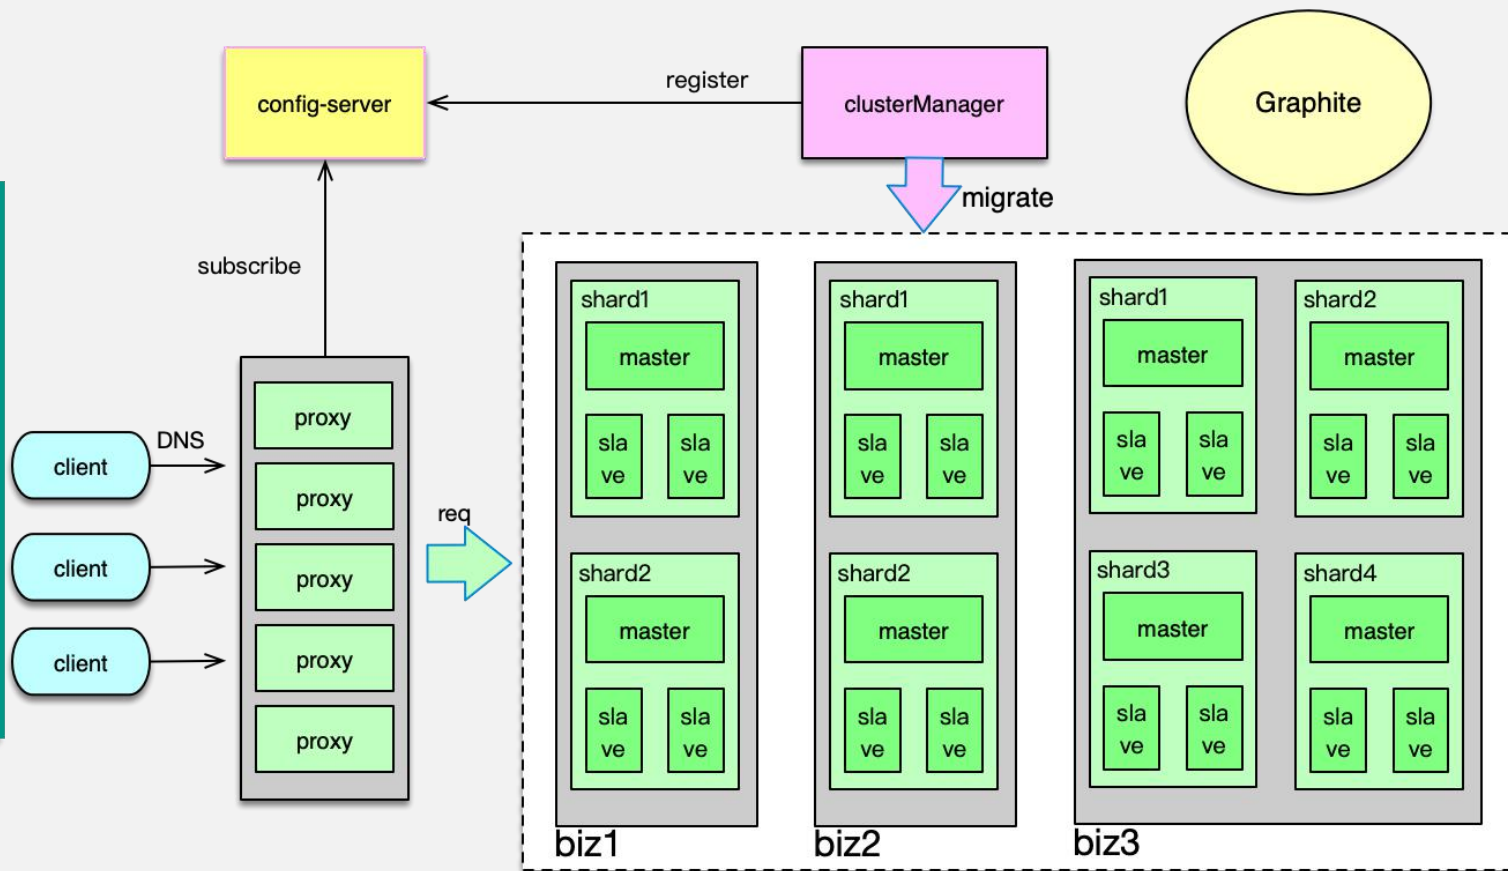 config-server
register
clusterManager
Graphite
migrate
subscribe
DNS
client
client
client
proxy
proxy
proxy
proxy
proxy
req
shard1
master
sla
ve
sla
ve
shard2
master
sla
ve
sla
ve
biz1
shard1
master
sla
ve
sla
ve
shard2
master
sla
ve
sla
ve
biz2
shard1
master
sla
ve
sla
ve
shard2
master
sla
ve
sla
ve
shard3
master
sla
ve
sla
ve
shard4
master
sla
ve
sla
ve
biz3